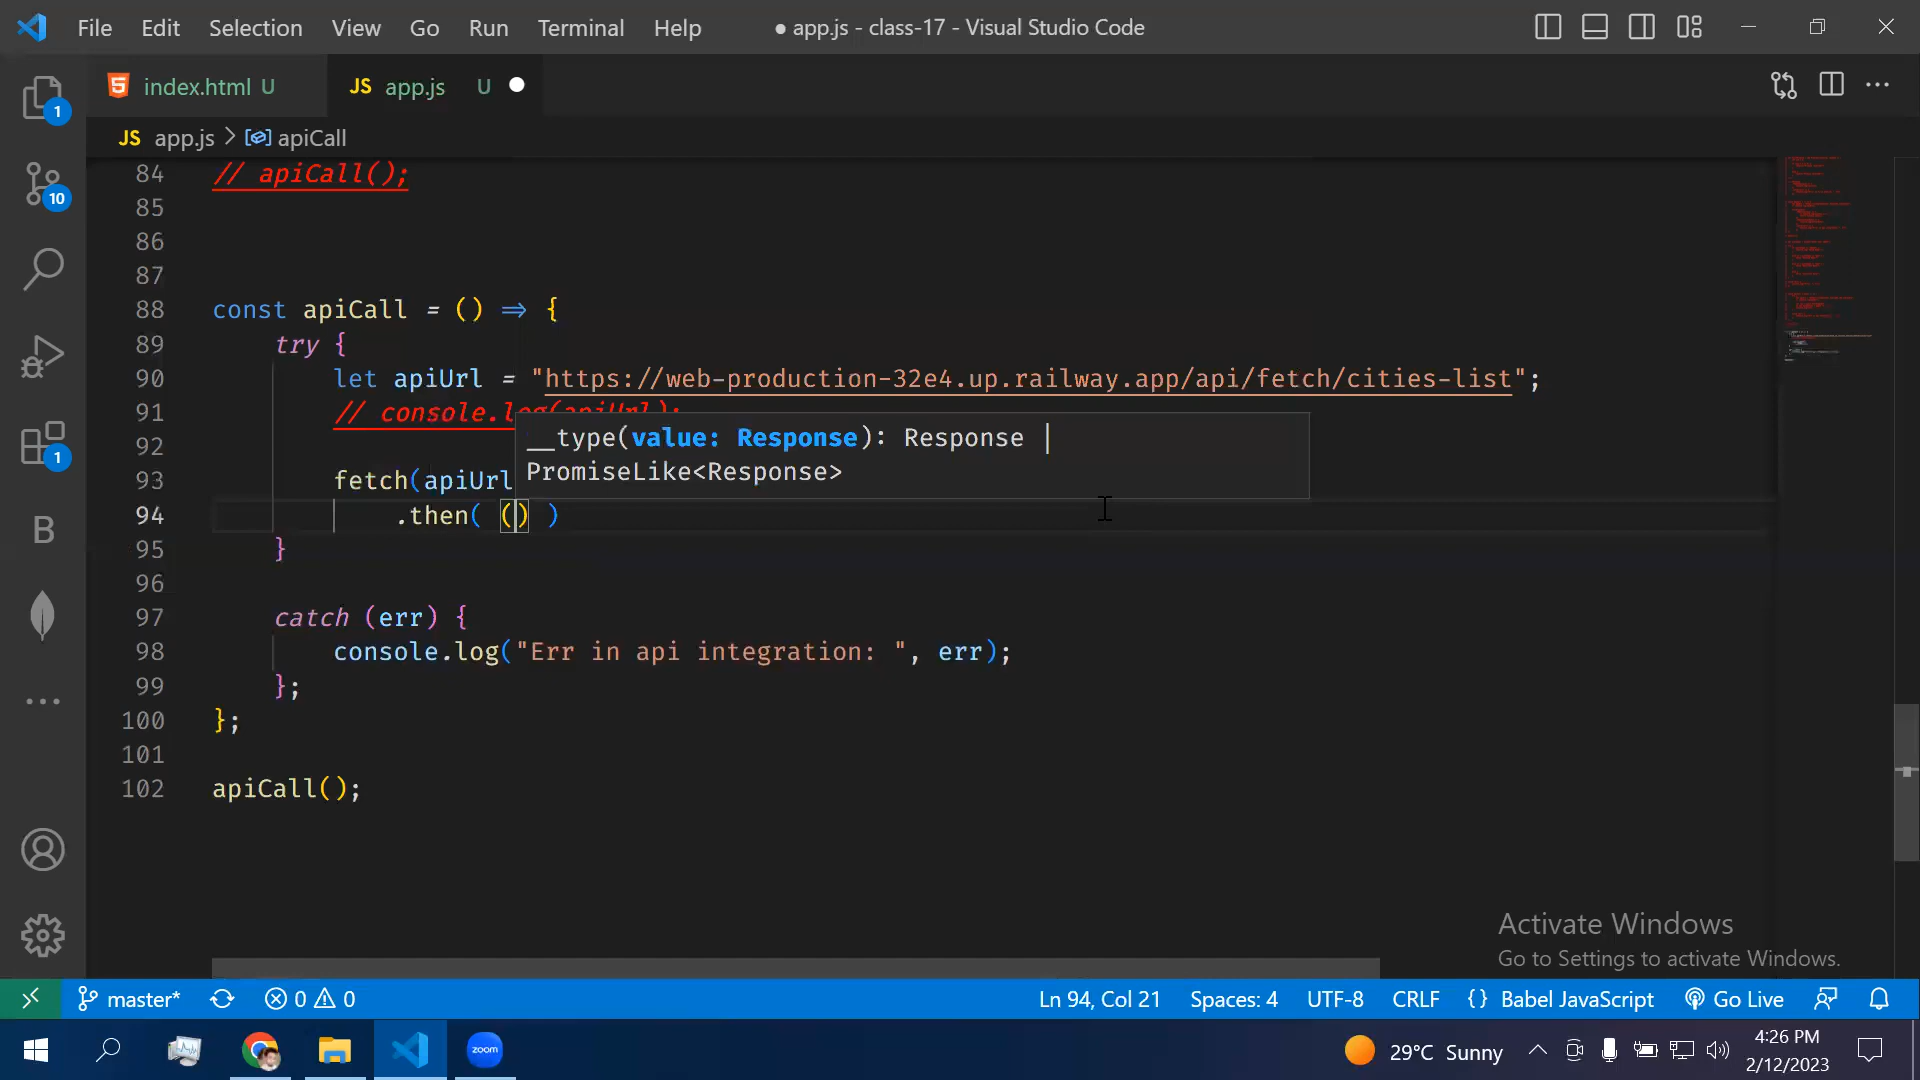 File Edit Selection View Go Run Terminal Help ● app.js - class-17 - Visual Studio Code
index.html U JS app.js U
JS app.js > apiCall
84 // apiCall();
85
86
87
88 const apiCall = () => {
89 try {
90 let apiUrl = "https://web-production-32e4.up.railway.app/api/fetch/cities-list";
91 // console.log(apiUrl);
__type(value: Response): Response |
92
PromiseLike<Response>
93 fetch(apiUrl
94 .then( () )
95 }
96
97 catch (err) {
98 console.log("Err in api integration: ", err);
99 };
100 };
101
102 apiCall();
1
10
1
B
Activate Windows
Go to Settings to activate Windows.
master* 0 0 Ln 94, Col 21 Spaces: 4 UTF-8 CRLF {} Babel JavaScript Go Live
zoom 29°C Sunny 4:26 PM
2/12/2023